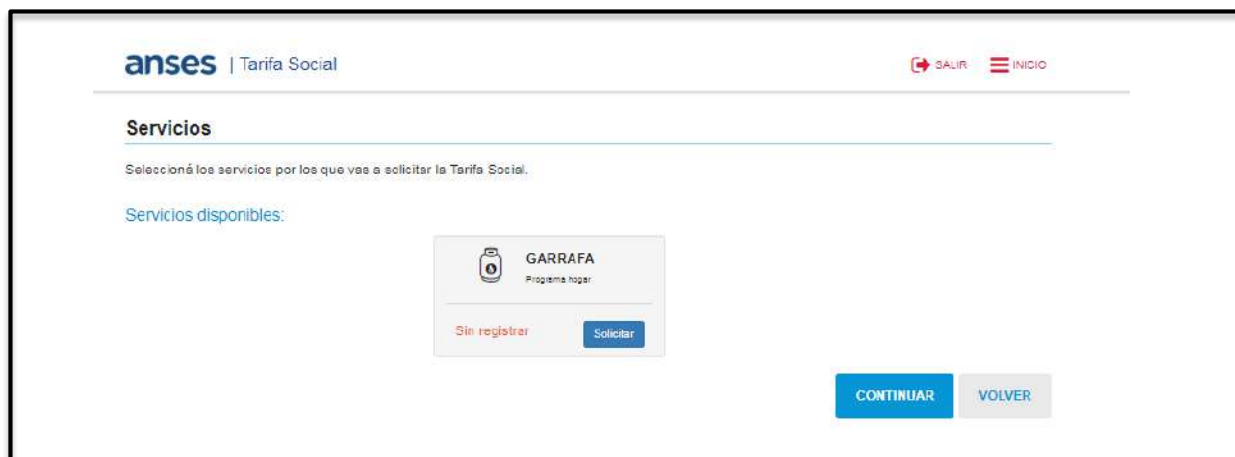 anses | Tarifa Social
SALIR
INICIO
Servicios
Seleccioná los servicios por los que vas a solicitar la Tarifa Social.
Servicios disponibles:
GARRAFA
Programa hogar
Sin registrar
Solicitar
CONTINUAR
VOLVER